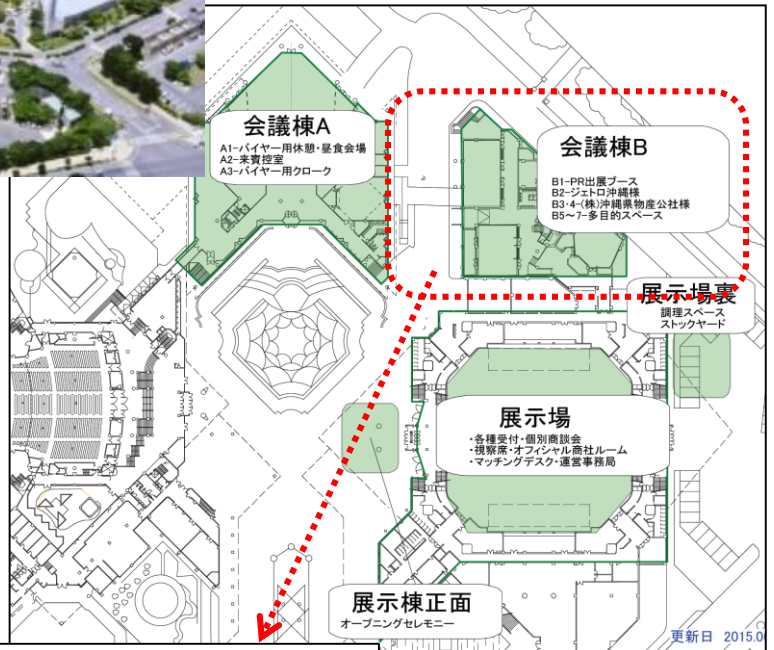 会議棟A
A1-バイヤー用休憩・昼食会場
A2-来賓控室
A3-バイヤー用クローク
会議棟B
B1-PR出展ブース
B2-ジェトロ沖縄様
B3・4-(株)沖縄県物産公社様
B5～7-多目的スペース
展示場裏
調理スペース
ストックヤード
展示場
・各種受付・個別商談会
・視察席・オフィシャル商社ルーム
・マッチングデスク・運営事務局
展示棟正面
オープニングセレモニー
更新日 2015.0